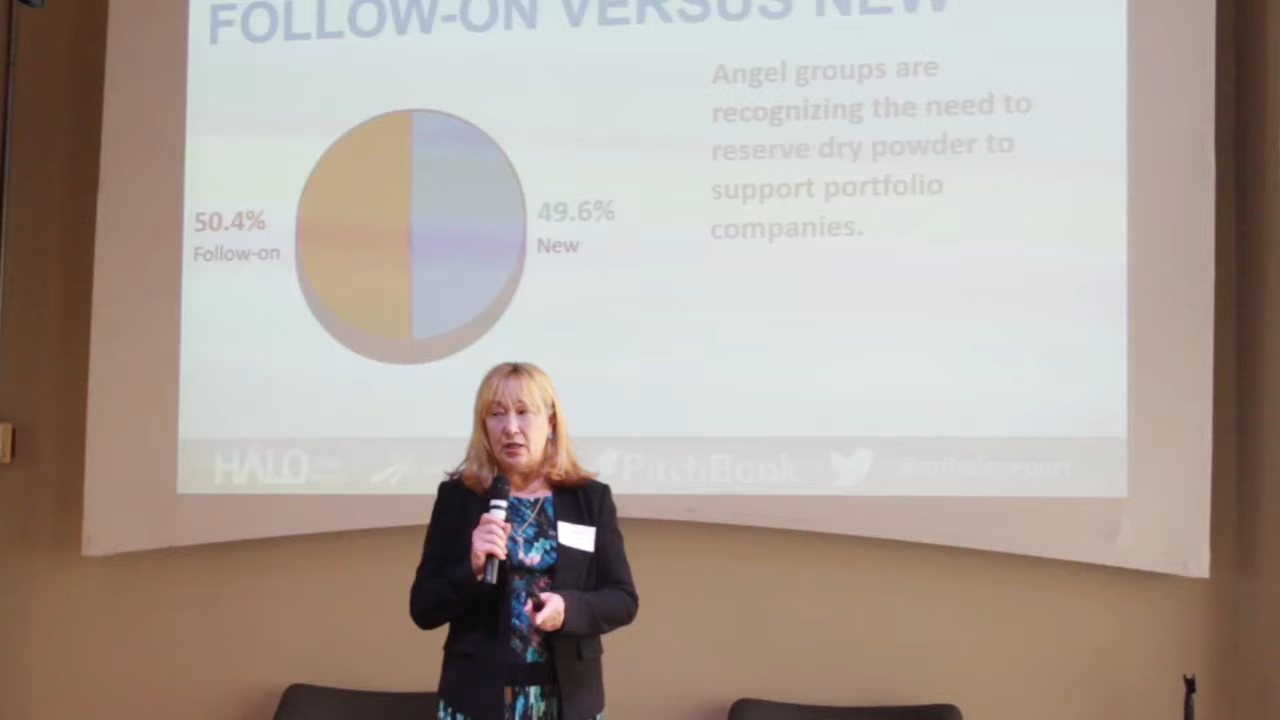 FOLLOW-ON VERSUS NEW
Angel groups are
recognizing the need to
reserve dry powder to
support portfolio
companies.
50.4%
Follow-on
49.6%
New
HALO
PitchBook